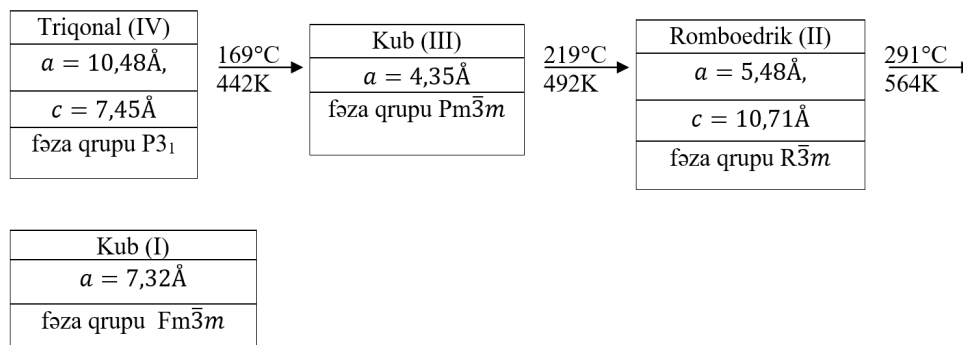 Triqonal (IV)
a = 10,48Å,
c = 7,45Å
fəza qrupu P3₁
169°C
442K
Kub (III)
a = 4,35Å
fəza qrupu Pm3̅m
219°C
492K
Romboedrik (II)
a = 5,48Å,
c = 10,71Å
fəza qrupu R3̅m
291°C
564K
Kub (I)
a = 7,32Å
fəza qrupu Fm3̅m